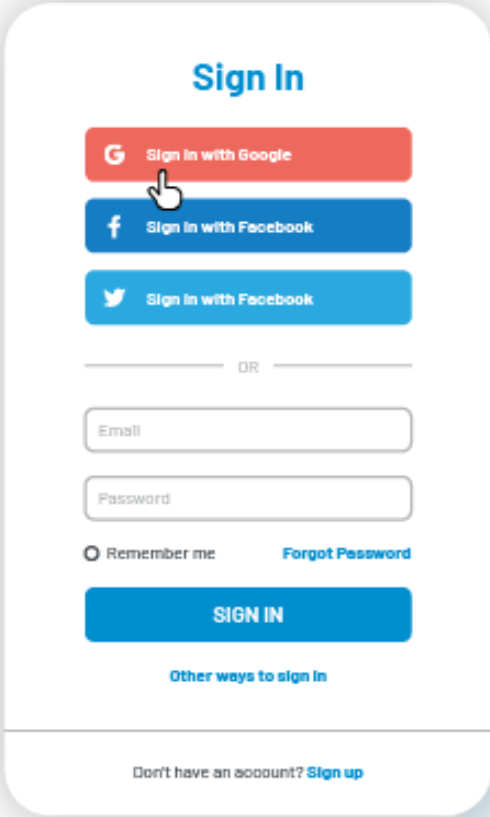 Sign In
Sign in with Google
Sign in with Facebook
Sign in with Facebook
OR
Email
Password
Remember me Forgot Password
SIGN IN
Other ways to sign in
Don't have an account? Sign up